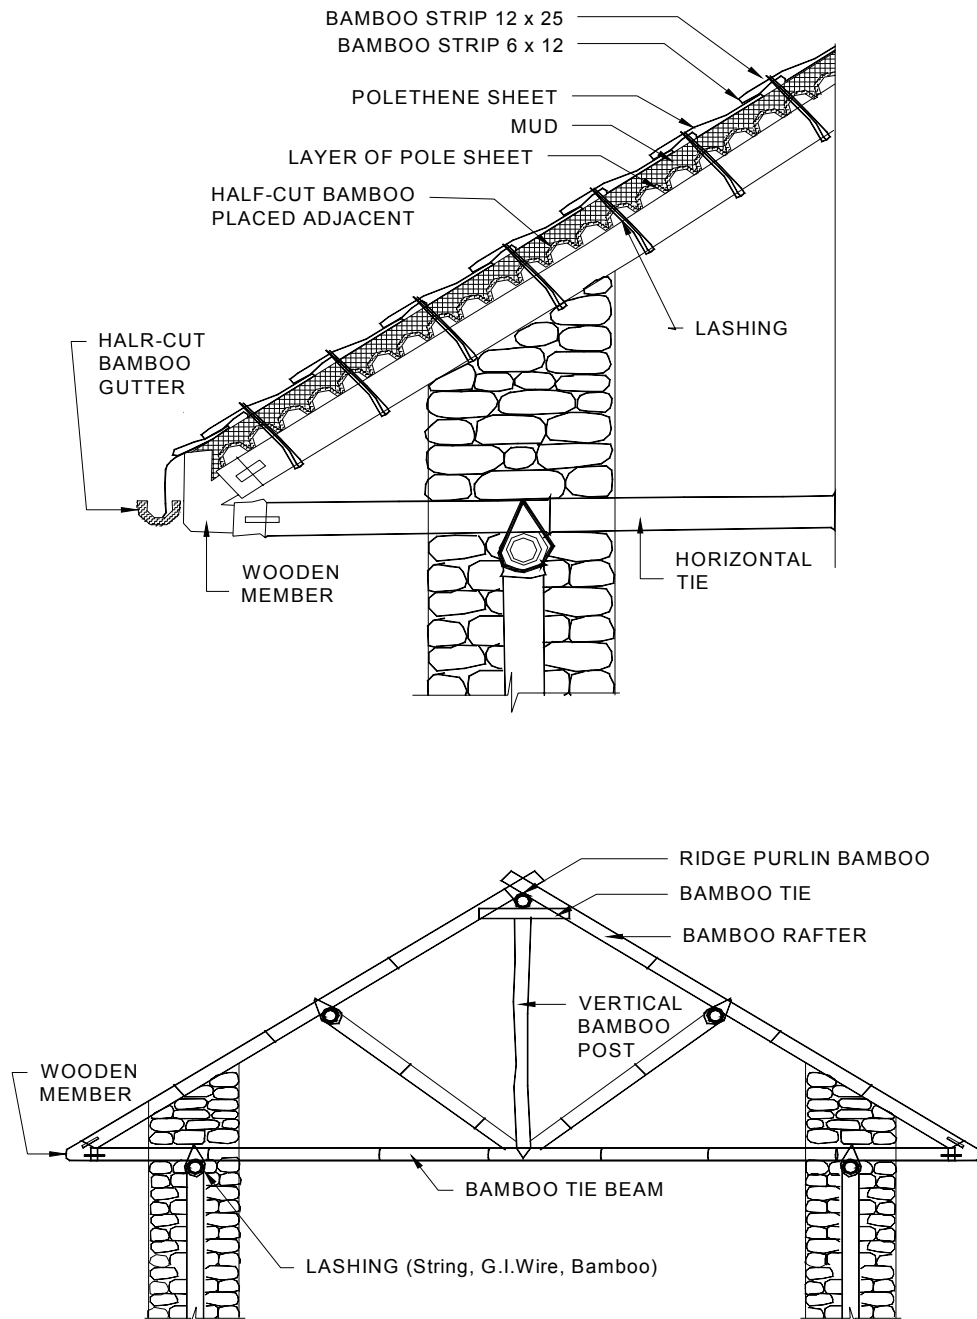 BAMBOO STRIP 12 x 25
BAMBOO STRIP 6 x 12
POLETHENE SHEET
MUD
LAYER OF POLE SHEET
HALF-CUT BAMBOO
PLACED ADJACENT
LASHING
HALR-CUT
BAMBOO
GUTTER
WOODEN
MEMBER
HORIZONTAL
TIE
RIDGE PURLIN BAMBOO
BAMBOO TIE
BAMBOO RAFTER
VERTICAL
BAMBOO
POST
WOODEN
MEMBER
BAMBOO TIE BEAM
LASHING (String, G.I.Wire, Bamboo)